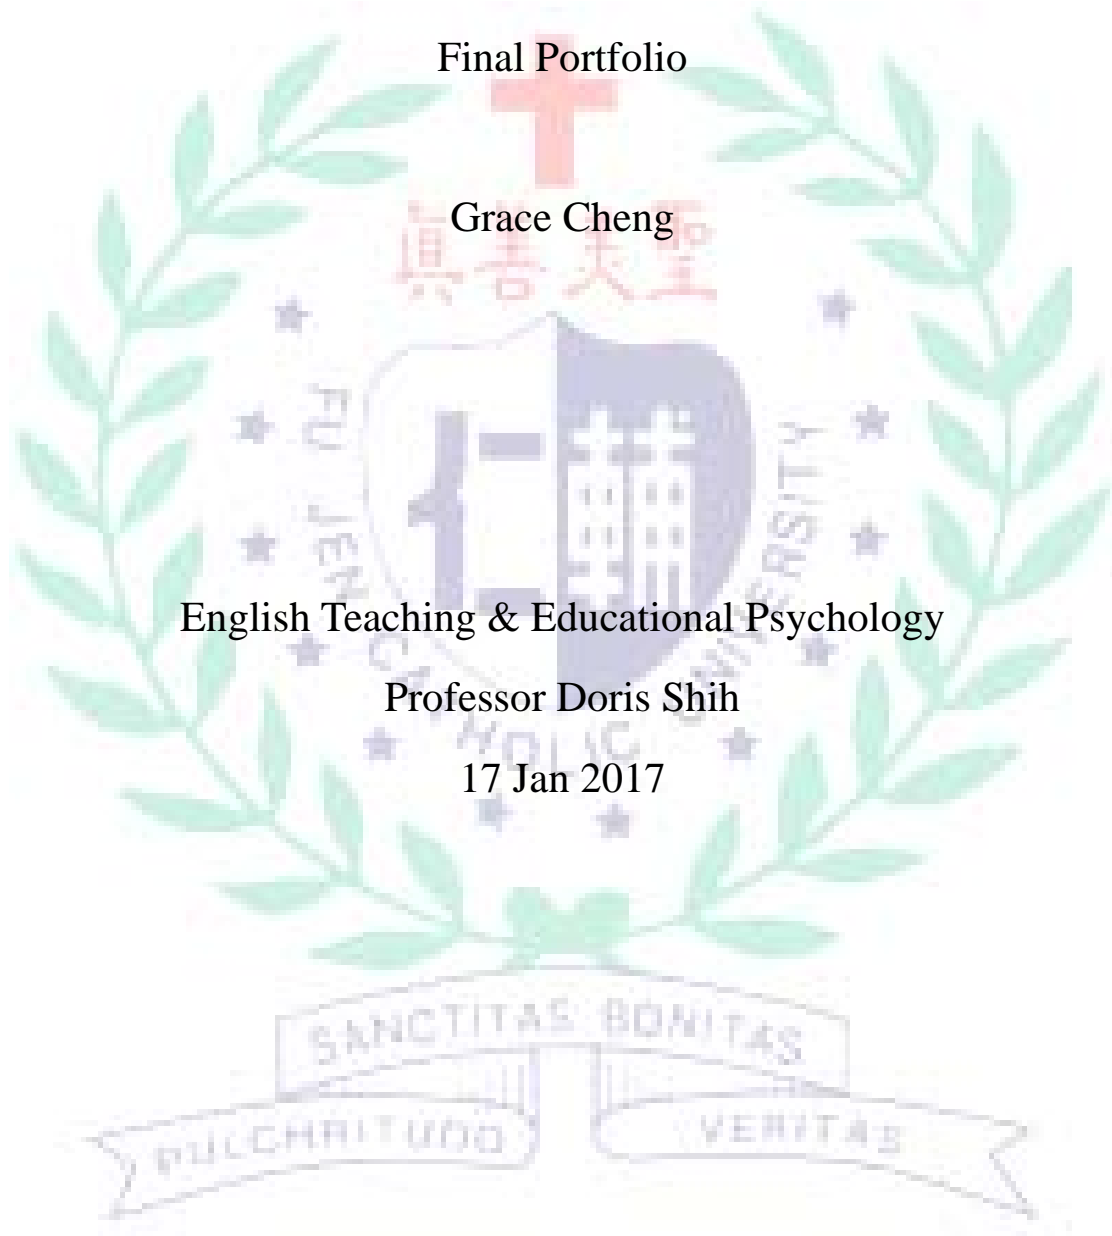 Final Portfolio
Grace Cheng
真善美聖
FU JEN CATHOLIC UNIVERSITY
English Teaching & Educational Psychology
Professor Doris Shih
17 Jan 2017
SANCTITAS BONITAS
PULCHRITUDO VERITAS